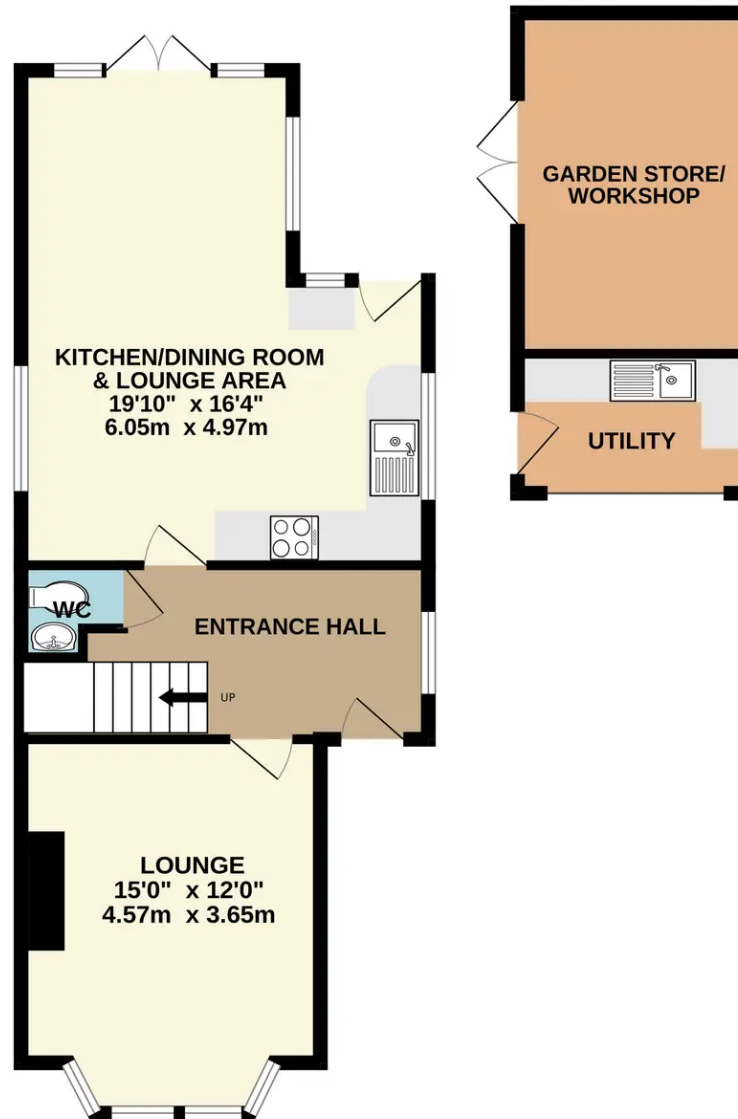 GARDEN STORE/
WORKSHOP
KITCHEN/DINING ROOM
& LOUNGE AREA
19'10" x 16'4"
6.05m x 4.97m
UTILITY
WC
ENTRANCE HALL
UP
LOUNGE
15'0" x 12'0"
4.57m x 3.65m